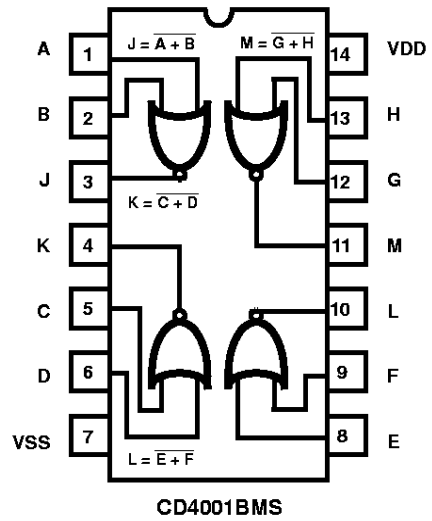 A 1 J = A + B M = G + H 14 VDD
B 2 13 H
J 3 12 G
K = C + D
K 4 11 M
C 5 10 L
D 6 9 F
VSS 7 8 E
L = E + F
CD4001BMS